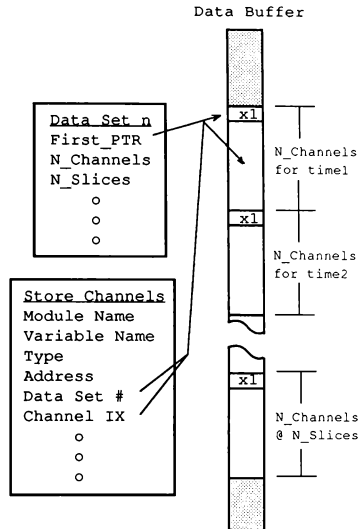 Data Buffer
Data Set n
First_PTR
N_Channels
N_Slices
o
o
o
x1
N_Channels
for time1
x1
N_Channels
for time2
Store Channels
Module Name
Variable Name
Type
Address
Data Set #
Channel IX
o
o
o
x1
N_Channels
@ N_Slices